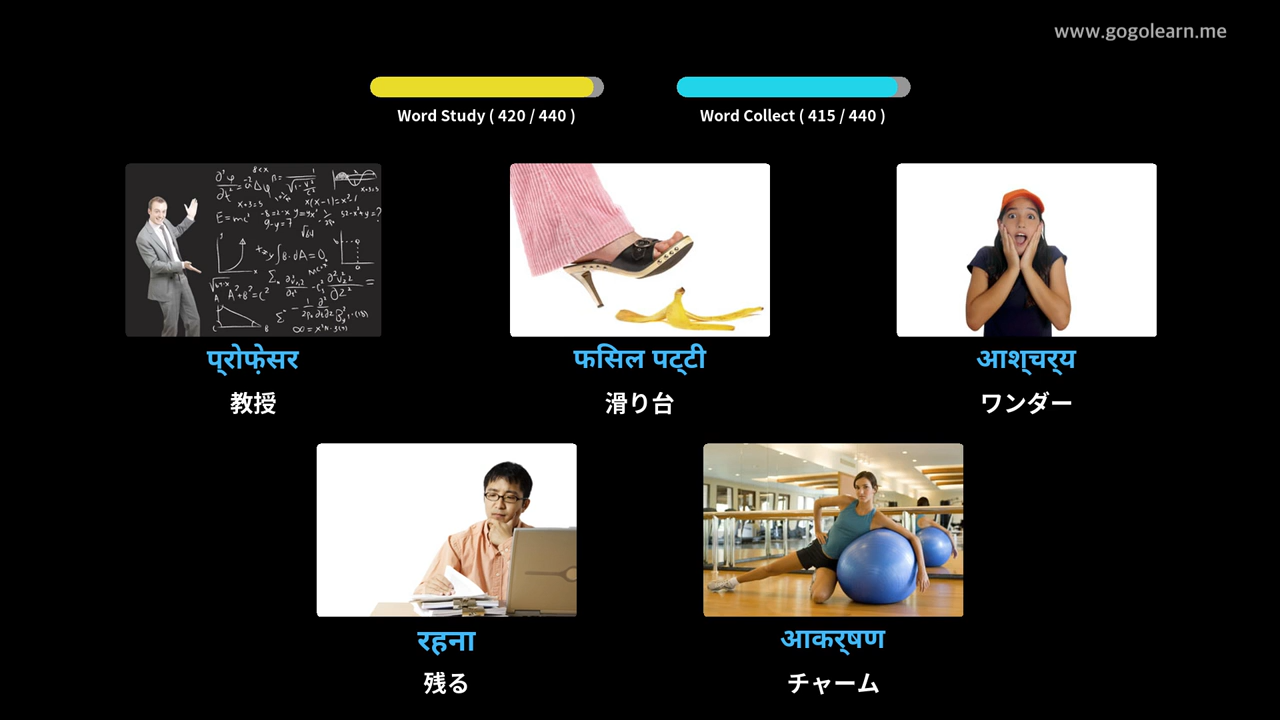 www.gogolearn.me
Word Study ( 420 / 440 )
Word Collect ( 415 / 440 )
प्रोफे़सर
教授
फसिल पट्टी
滑り台
आश्चर्य
ワンダー
रहना
残る
आकर्षण
チャーム